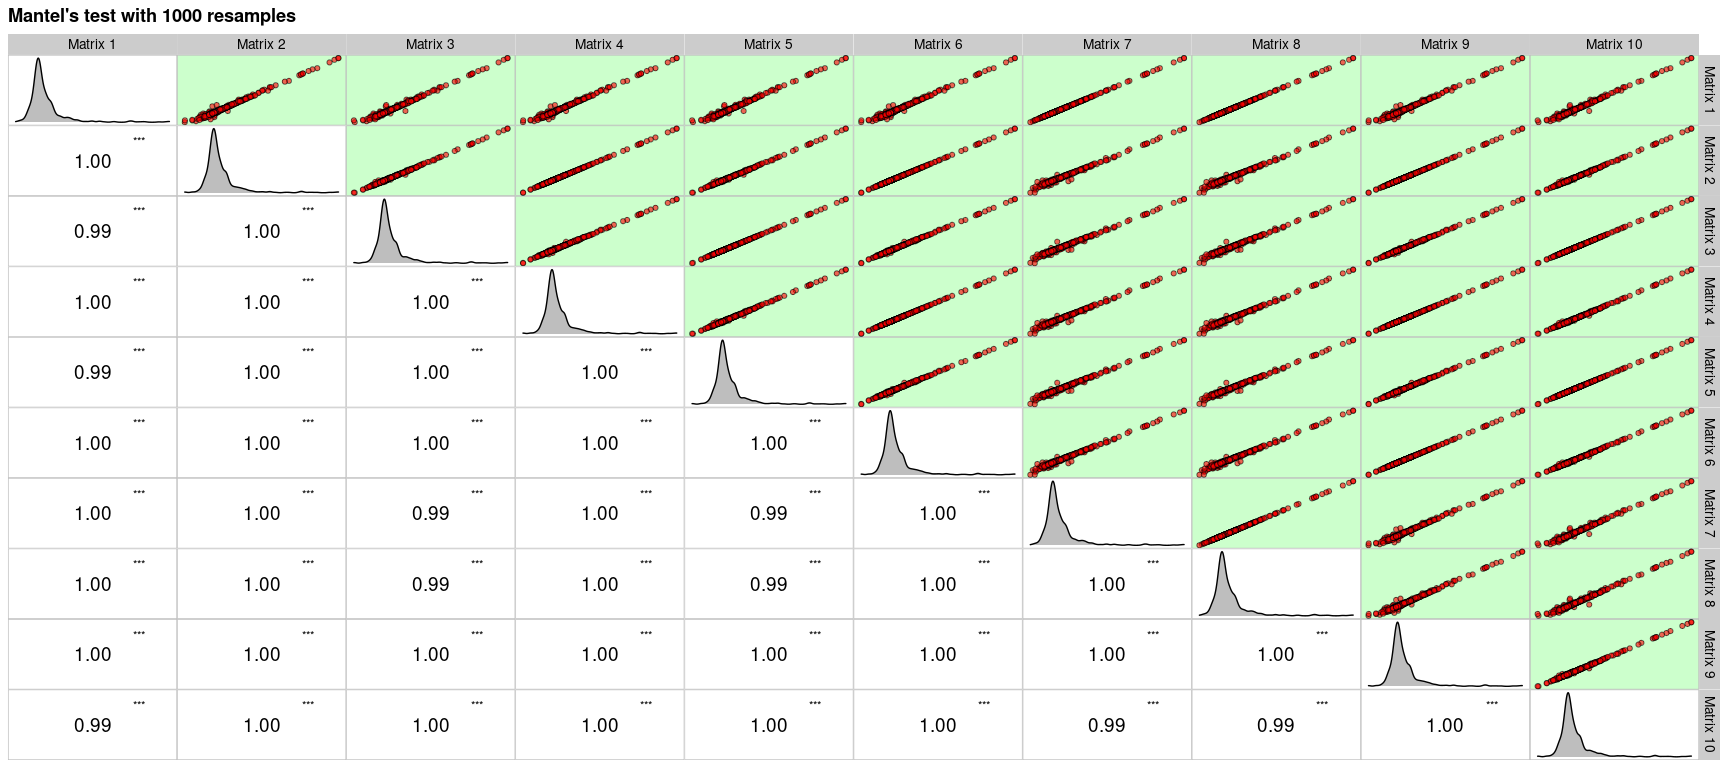 Mantel's test with 1000 resamples
Matrix 1 Matrix 2 Matrix 3 Matrix 4 Matrix 5 Matrix 6 Matrix 7 Matrix 8 Matrix 9 Matrix 10
Matrix 1
*** 1.00 Matrix 2
*** 0.99 *** 1.00 Matrix 3
*** 1.00 *** 1.00 *** 1.00 Matrix 4
*** 0.99 *** 1.00 *** 1.00 *** 1.00 Matrix 5
*** 1.00 *** 1.00 *** 1.00 *** 1.00 *** 1.00 Matrix 6
*** 1.00 *** 1.00 *** 0.99 *** 1.00 *** 0.99 *** 1.00 Matrix 7
*** 1.00 *** 1.00 *** 0.99 *** 1.00 *** 0.99 *** 1.00 *** 1.00 Matrix 8
*** 1.00 *** 1.00 *** 1.00 *** 1.00 *** 1.00 *** 1.00 *** 1.00 *** 1.00 Matrix 9
*** 0.99 *** 1.00 *** 1.00 *** 1.00 *** 1.00 *** 1.00 *** 0.99 *** 0.99 *** 1.00 Matrix 10